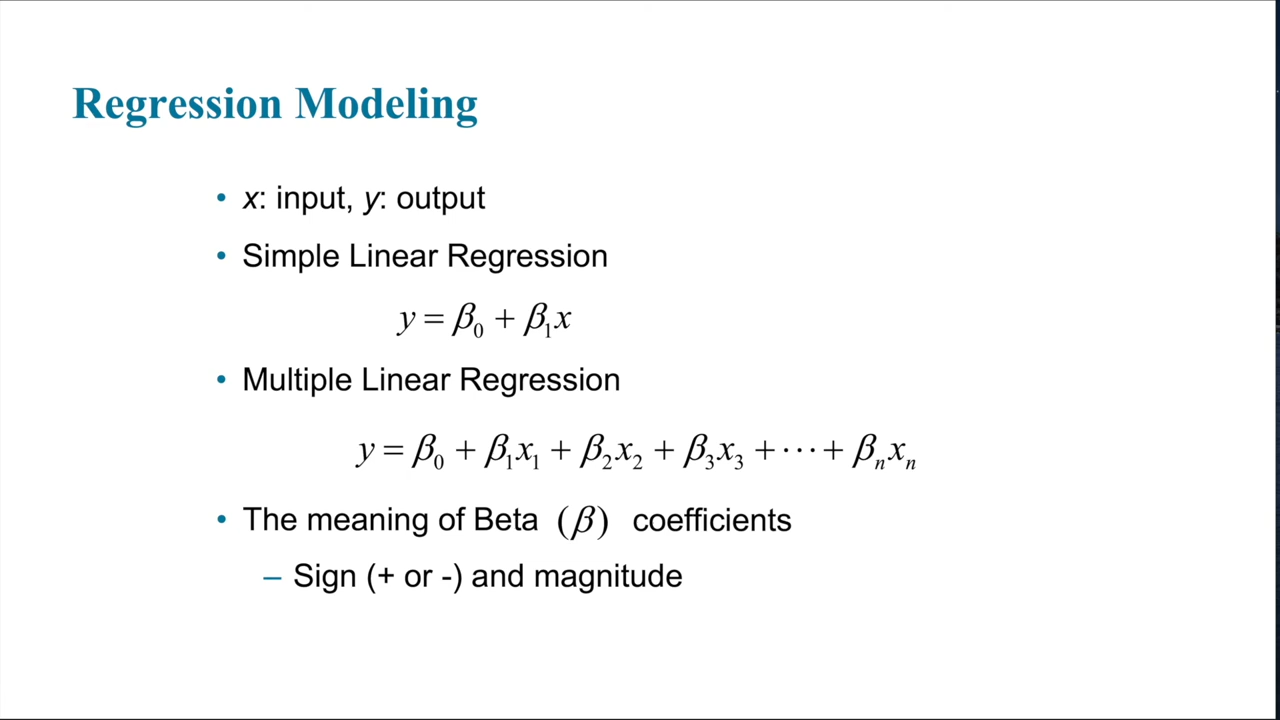 Regression Modeling
• x: input, y: output
• Simple Linear Regression
y = β₀ + β₁x
• Multiple Linear Regression
y = β₀ + β₁x₁ + β₂x₂ + β₃x₃ + ⋯ + βₙxₙ
• The meaning of Beta (β) coefficients
– Sign (+ or -) and magnitude